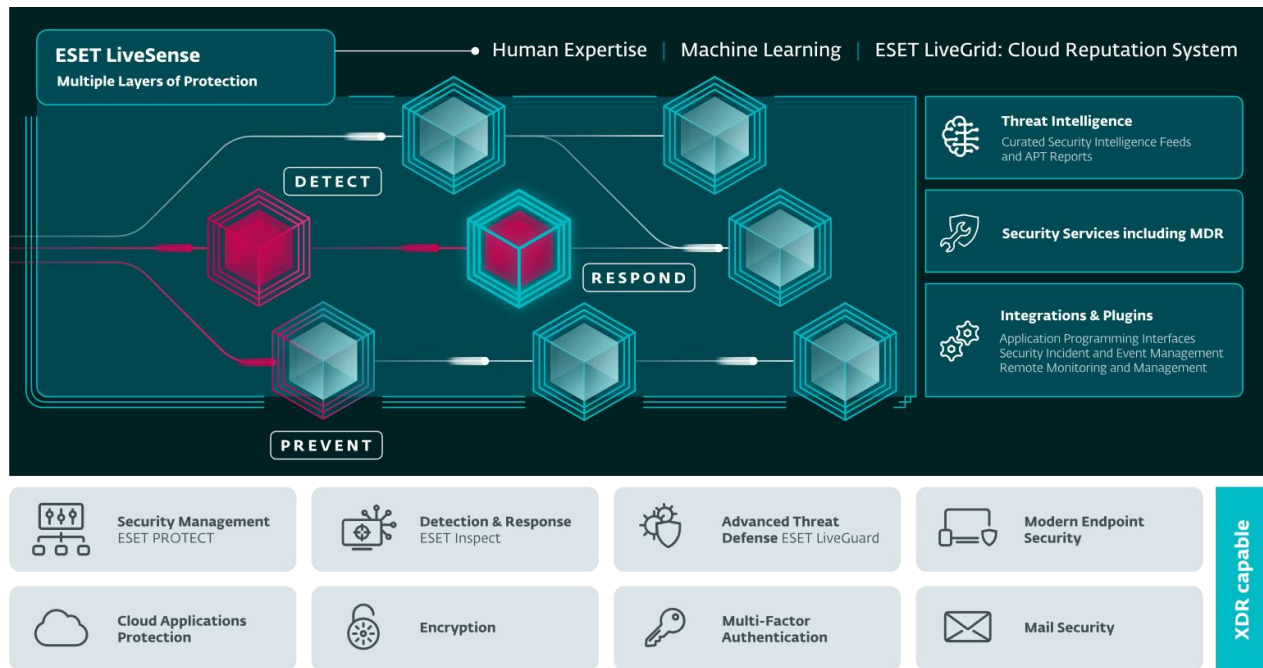 ESET LiveSense
Multiple Layers of Protection
Human Expertise | Machine Learning | ESET LiveGrid: Cloud Reputation System
DETECT
RESPOND
PREVENT
Threat Intelligence
Curated Security Intelligence Feeds
and APT Reports
Security Services including MDR
Integrations & Plugins
Application Programming Interfaces
Security Incident and Event Management
Remote Monitoring and Management
Security Management
ESET PROTECT
Detection & Response
ESET Inspect
Advanced Threat
Defense ESET LiveGuard
Modern Endpoint
Security
Cloud Applications
Protection
Encryption
Multi-Factor
Authentication
Mail Security
XDR capable